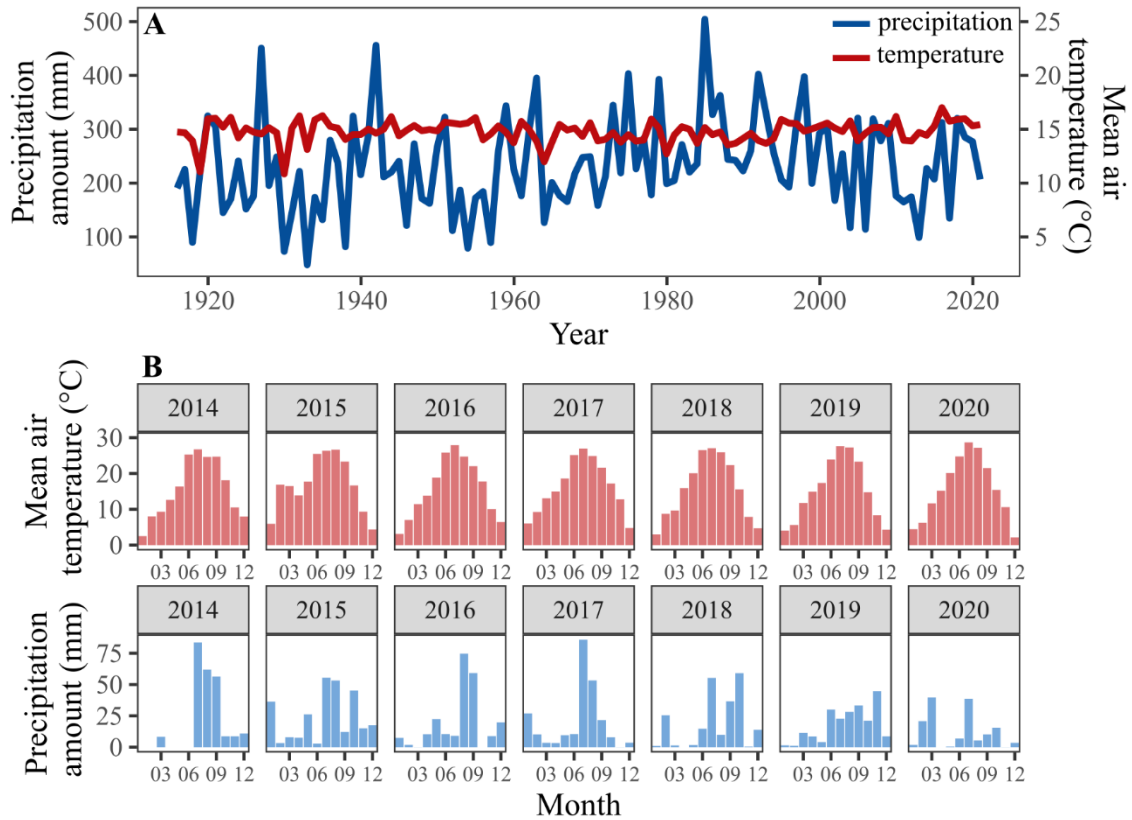 A
precipitation
temperature
Precipitation
amount (mm)
500
400
300
200
100
25
20
15
10
5
Mean air
temperature (°C)
1920 1940 1960 1980 2000 2020
Year
B
Mean air
temperature (°C)
2014 2015 2016 2017 2018 2019 2020
30
20
10
0
03 06 09 12 03 06 09 12 03 06 09 12 03 06 09 12 03 06 09 12 03 06 09 12 03 06 09 12
Precipitation
amount (mm)
2014 2015 2016 2017 2018 2019 2020
75
50
25
0
03 06 09 12 03 06 09 12 03 06 09 12 03 06 09 12 03 06 09 12 03 06 09 12 03 06 09 12
Month